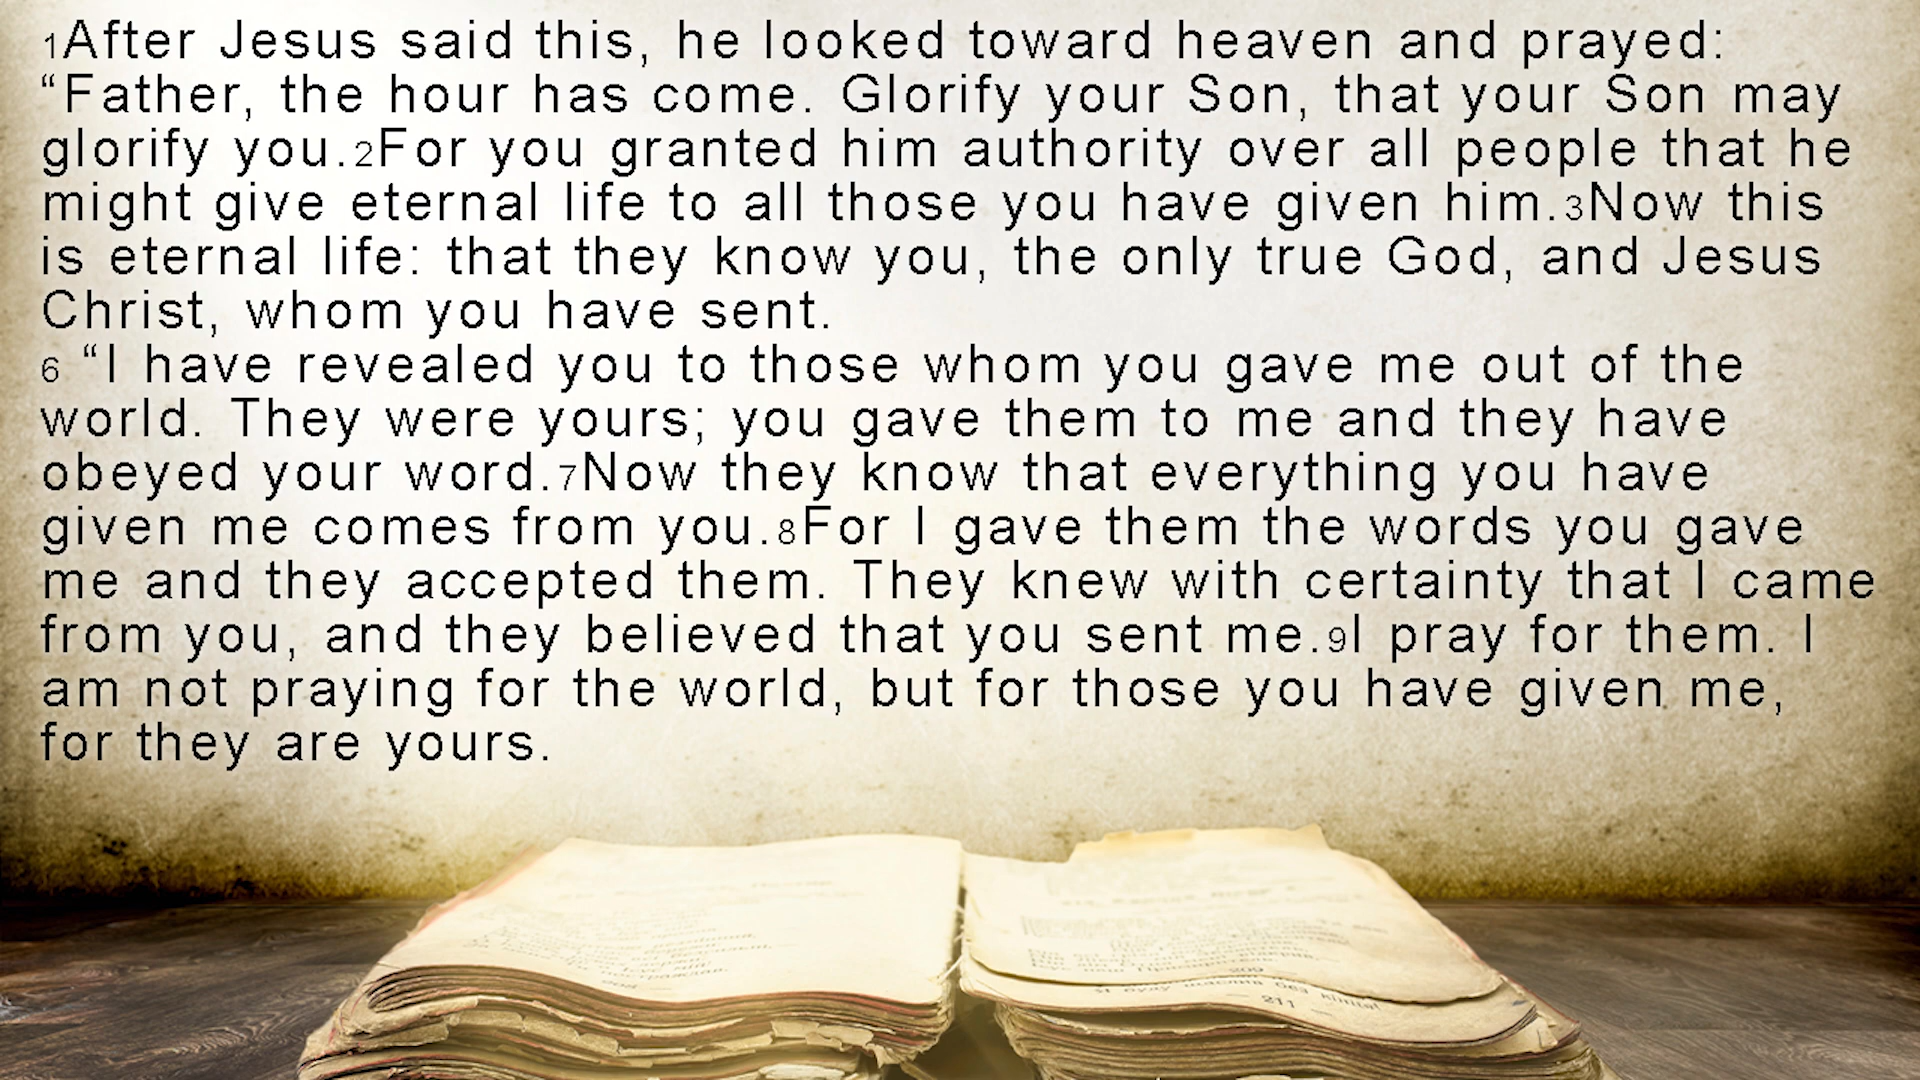 1After Jesus said this, he looked toward heaven and prayed:
“Father, the hour has come. Glorify your Son, that your Son may
glorify you.2For you granted him authority over all people that he
might give eternal life to all those you have given him.3Now this
is eternal life: that they know you, the only true God, and Jesus
Christ, whom you have sent.
6 “I have revealed you to those whom you gave me out of the
world. They were yours; you gave them to me and they have
obeyed your word.7Now they know that everything you have
given me comes from you.8For I gave them the words you gave
me and they accepted them. They knew with certainty that I came
from you, and they believed that you sent me.9I pray for them. I
am not praying for the world, but for those you have given me,
for they are yours.
209
211